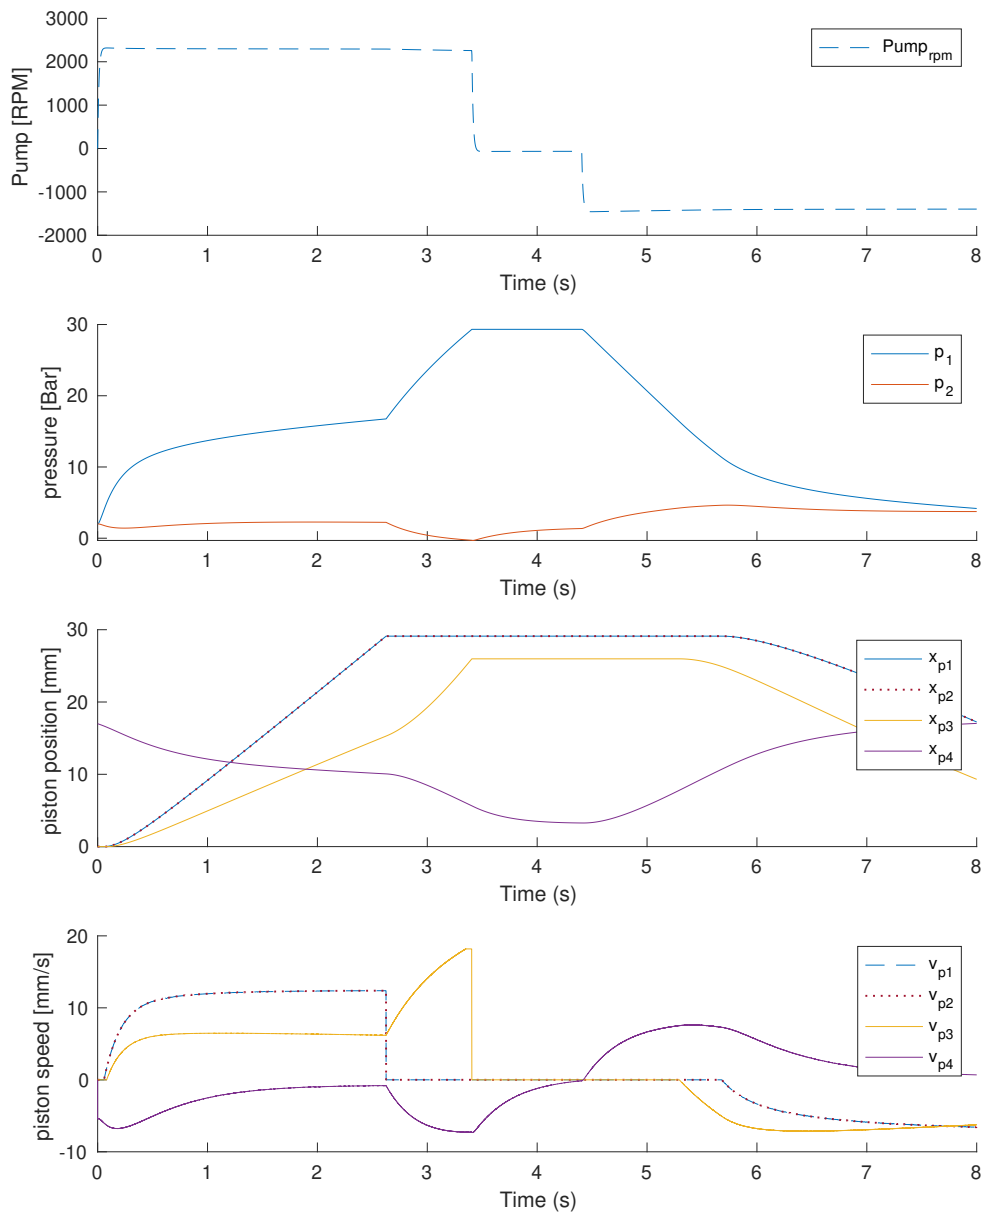 3000
2000
1000
0
-1000
-2000
Pump [RPM]
Pump_rpm
0 1 2 3 4 5 6 7 8
Time (s)
30
20
10
0
pressure [Bar]
p_1
p_2
0 1 2 3 4 5 6 7 8
Time (s)
30
20
10
0
piston position [mm]
x_p1
x_p2
x_p3
x_p4
0 1 2 3 4 5 6 7 8
Time (s)
20
10
0
-10
piston speed [mm/s]
v_p1
v_p2
v_p3
v_p4
0 1 2 3 4 5 6 7 8
Time (s)